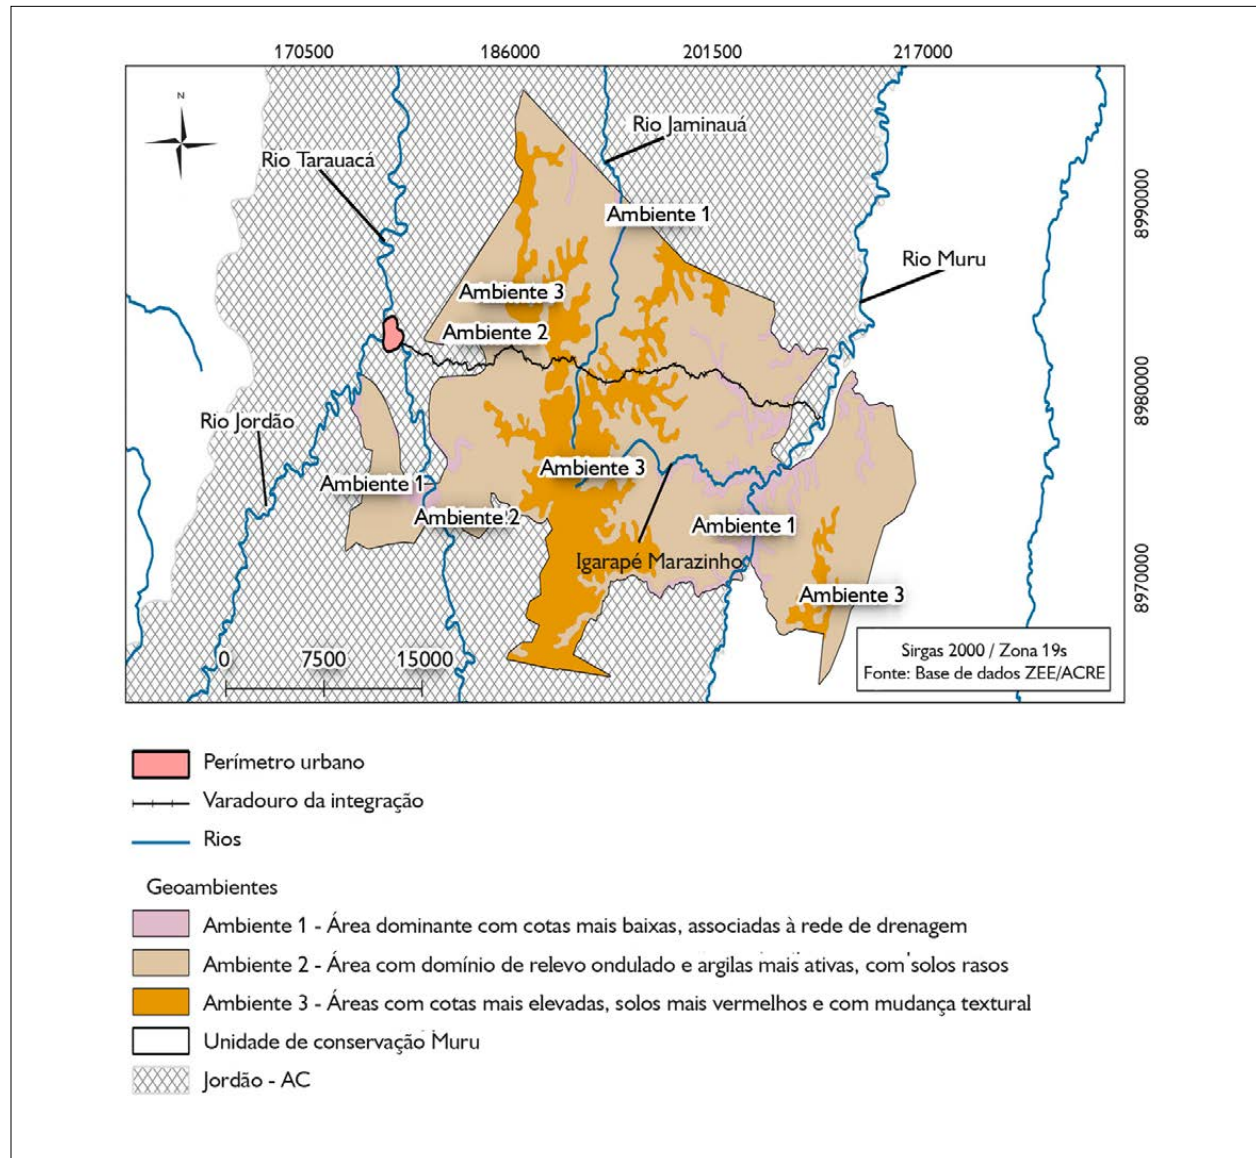 170500
186000
201500
217000
N
Rio Jaminauá
Rio Tarauacá
8990000
Ambiente 1
Rio Muru
Ambiente 3
Ambiente 2
8980000
Rio Jordão
Ambiente 3
Ambiente 1
Ambiente 2
Ambiente 1
Igarapé Marazinho
8970000
Ambiente 3
0
7500
15000
Sirgas 2000 / Zona 19s
Fonte: Base de dados ZEE/ACRE
Perímetro urbano
Varadouro da integração
Rios
Geoambientes
Ambiente 1 - Área dominante com cotas mais baixas, associadas à rede de drenagem
Ambiente 2 - Área com domínio de relevo ondulado e argilas mais ativas, com solos rasos
Ambiente 3 - Áreas com cotas mais elevadas, solos mais vermelhos e com mudança textural
Unidade de conservação Muru
Jordão - AC